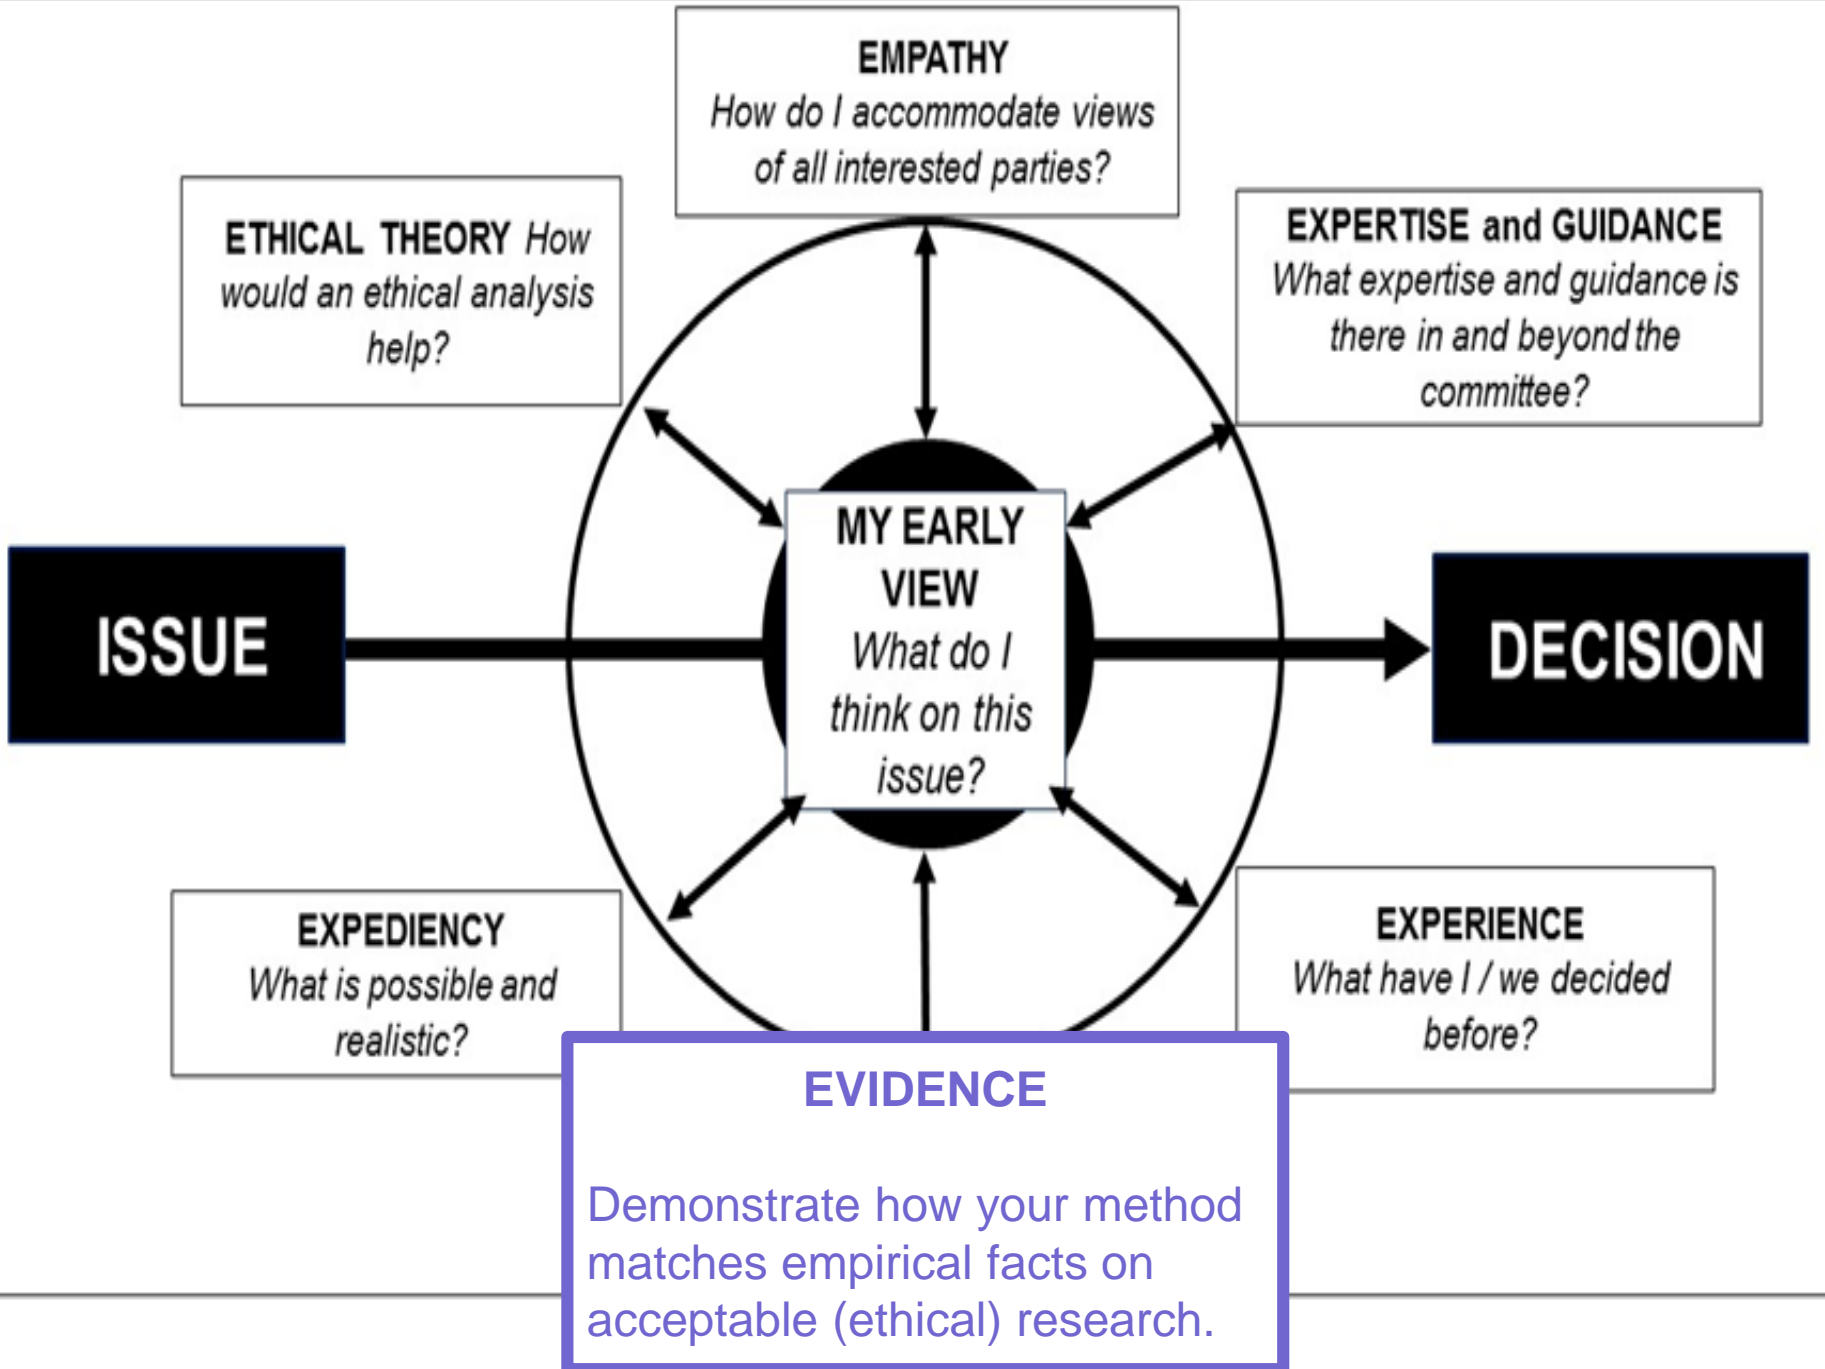 EMPATHY
How do I accommodate views
of all interested parties?
ETHICAL THEORY How
would an ethical analysis
help?
EXPERTISE and GUIDANCE
What expertise and guidance is
there in and beyond the
committee?
ISSUE
MY EARLY
VIEW
What do I
think on this
issue?
DECISION
EXPEDIENCY
What is possible and
realistic?
EXPERIENCE
What have I / we decided
before?
EVIDENCE
Demonstrate how your method
matches empirical facts on
acceptable (ethical) research.